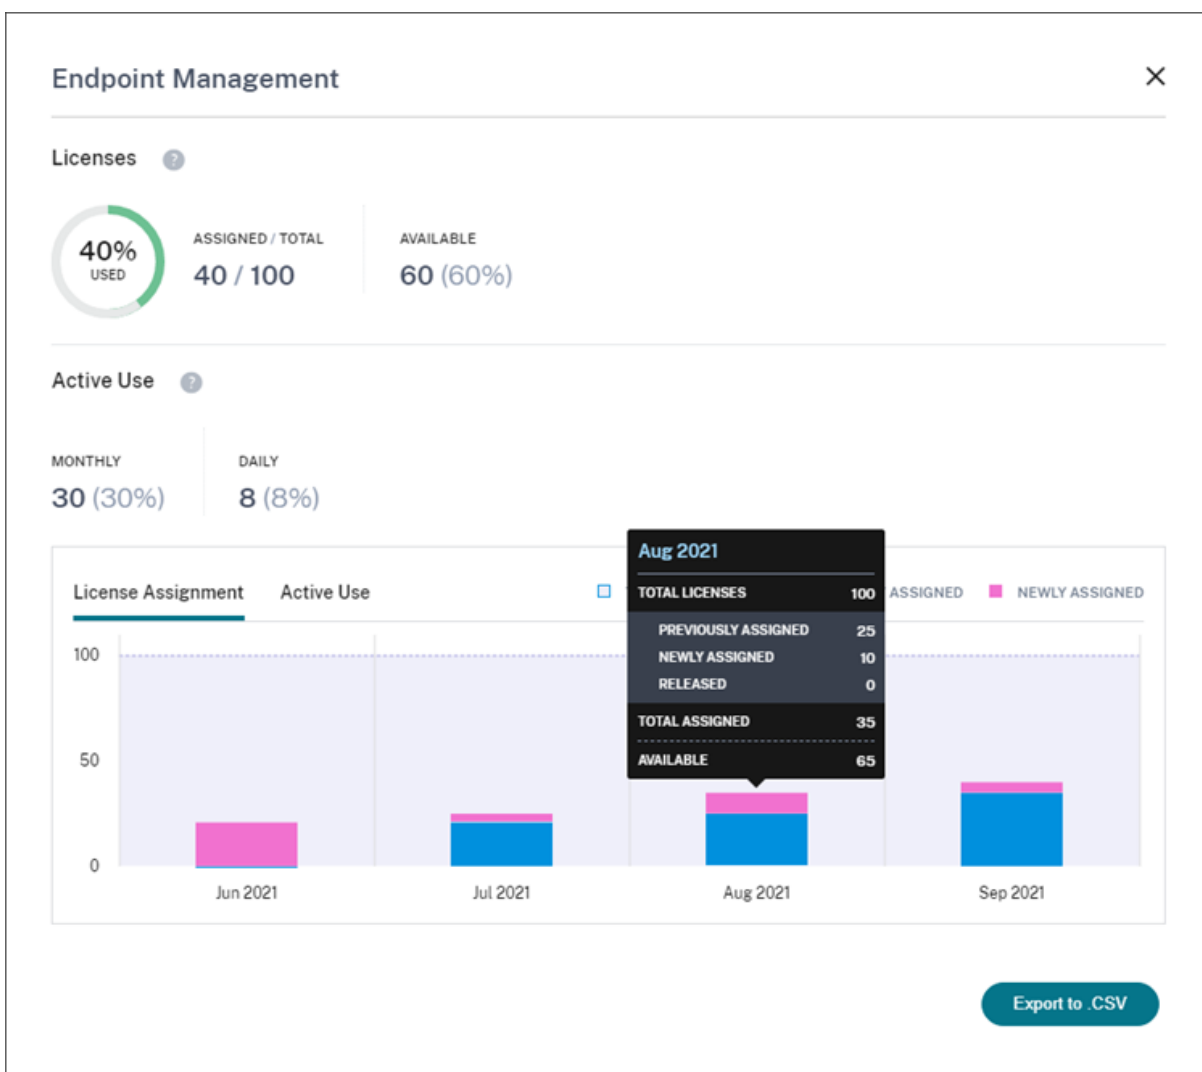 Endpoint Management
Licenses ?
40%
USED
ASSIGNED / TOTAL
40 / 100
AVAILABLE
60 (60%)
Active Use ?
MONTHLY
30 (30%)
DAILY
8 (8%)
License Assignment Active Use ASSIGNED NEWLY ASSIGNED
Aug 2021
TOTAL LICENSES 100
PREVIOUSLY ASSIGNED 25
NEWLY ASSIGNED 10
RELEASED 0
TOTAL ASSIGNED 35
AVAILABLE 65
100
50
0
Jun 2021 Jul 2021 Aug 2021 Sep 2021
Export to .CSV